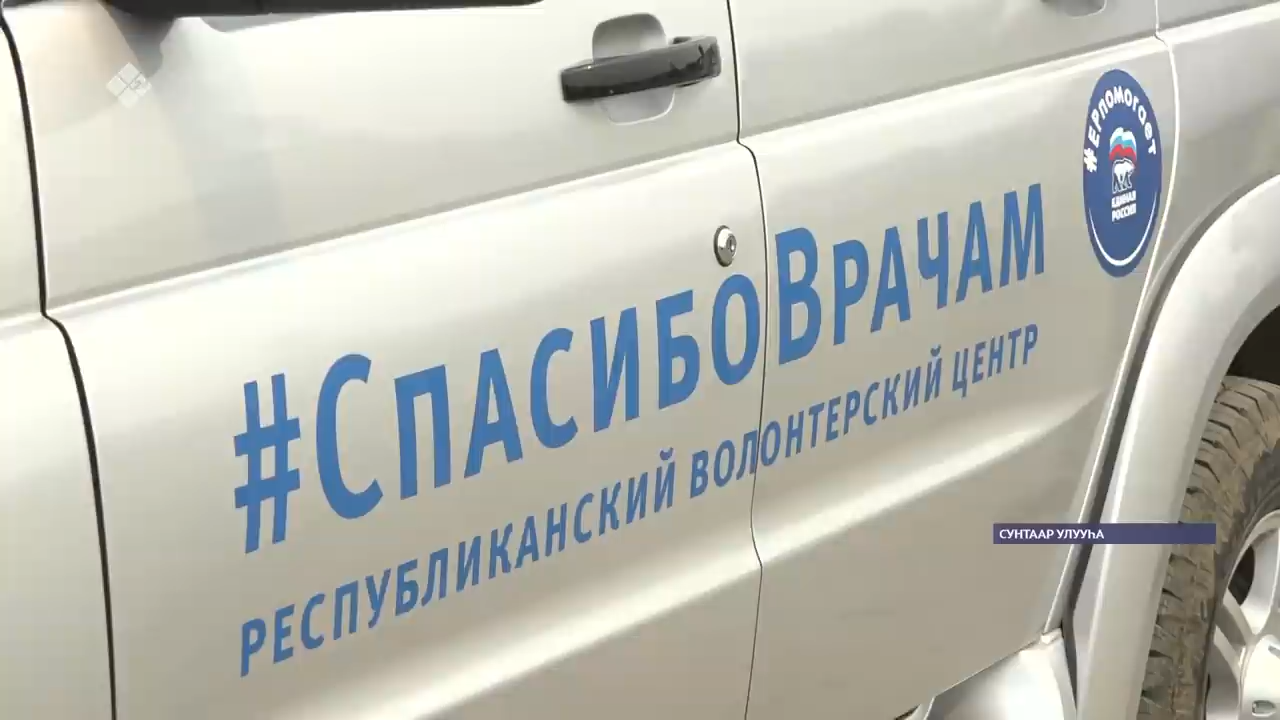 #ЕРпомогает
ЕДИНАЯ
РОССИЯ
#СПАСИБОВРАЧАМ
РЕСПУБЛИКАНСКИЙ ВОЛОНТЕРСКИЙ ЦЕНТР
СУНТААР УЛУУҺА